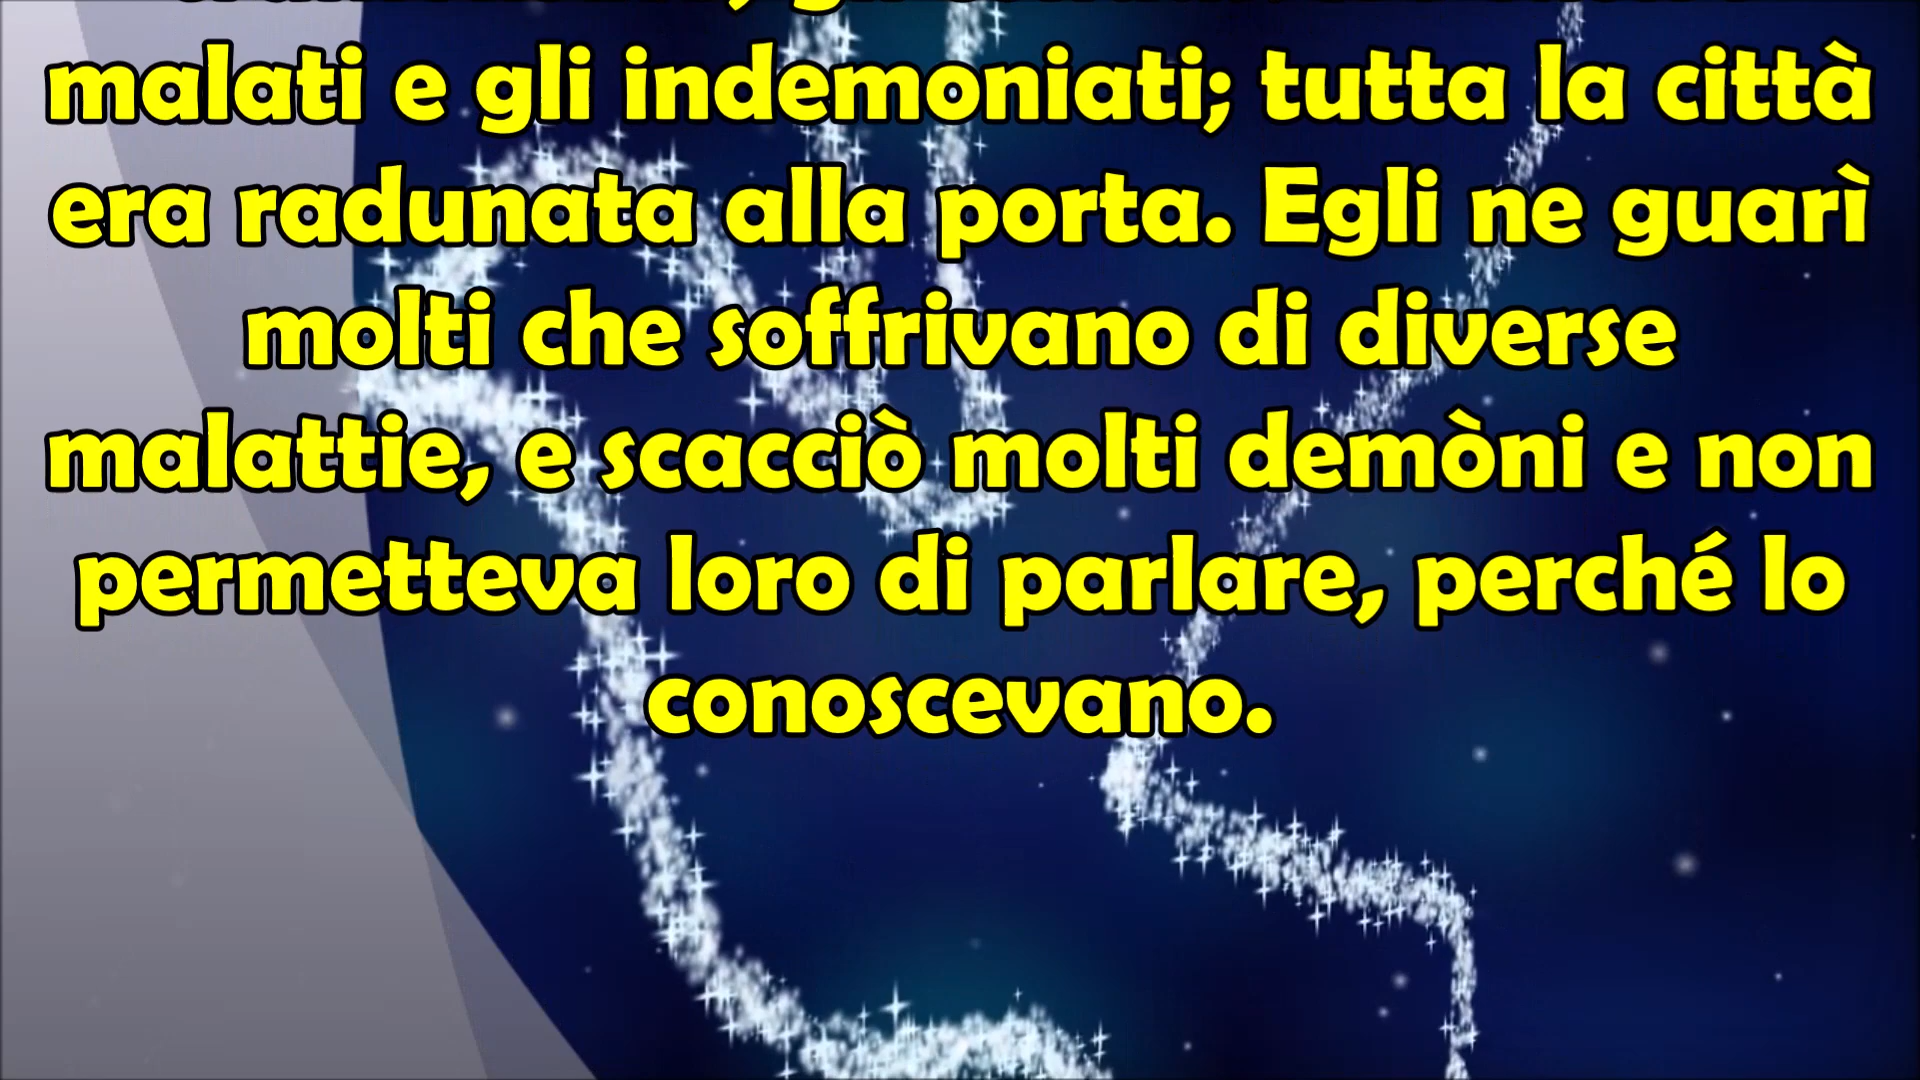 malati e gli indemoniati; tutta la città
era radunata alla porta. Egli ne guarì
molti che soffrivano di diverse
malattie, e scacciò molti demòni e non
permetteva loro di parlare, perché lo
conoscevano.